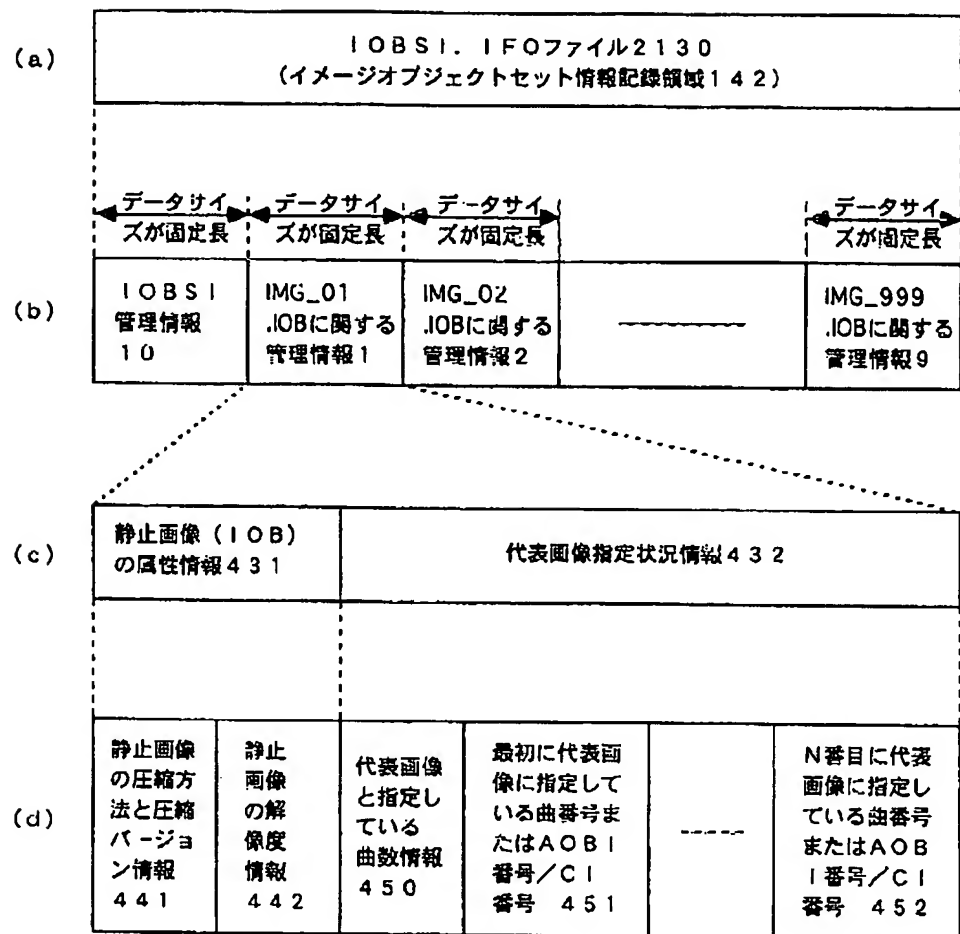 (a)
IOBSI. IFOファイル2130
(イメージオブジェクトセット情報記録領域142)
データサイ
ズが固定長
データサイ
ズが固定長
データサイ
ズが固定長
データサイ
ズが固定長
(b)
IOBSI
管理情報
10
IMG_01
.IOBに関する
管理情報1
IMG_02
.IOBに関する
管理情報2
IMG_999
.IOBに関する
管理情報9
(c)
静止画像(IOB)
の属性情報431
代表画像指定状況情報432
(d)
静止画像
の圧縮方
法と圧縮
バージョ
ン情報
441
静止
画像
の解
像度
情報
442
代表画像
と指定し
ている
曲数情報
450
最初に代表画
像に指定して
いる曲番号ま
たはAOBI
番号/CI
番号 451
N番目に代表
画像に指定し
ている曲番号
またはAOB
I番号/CI
番号 452